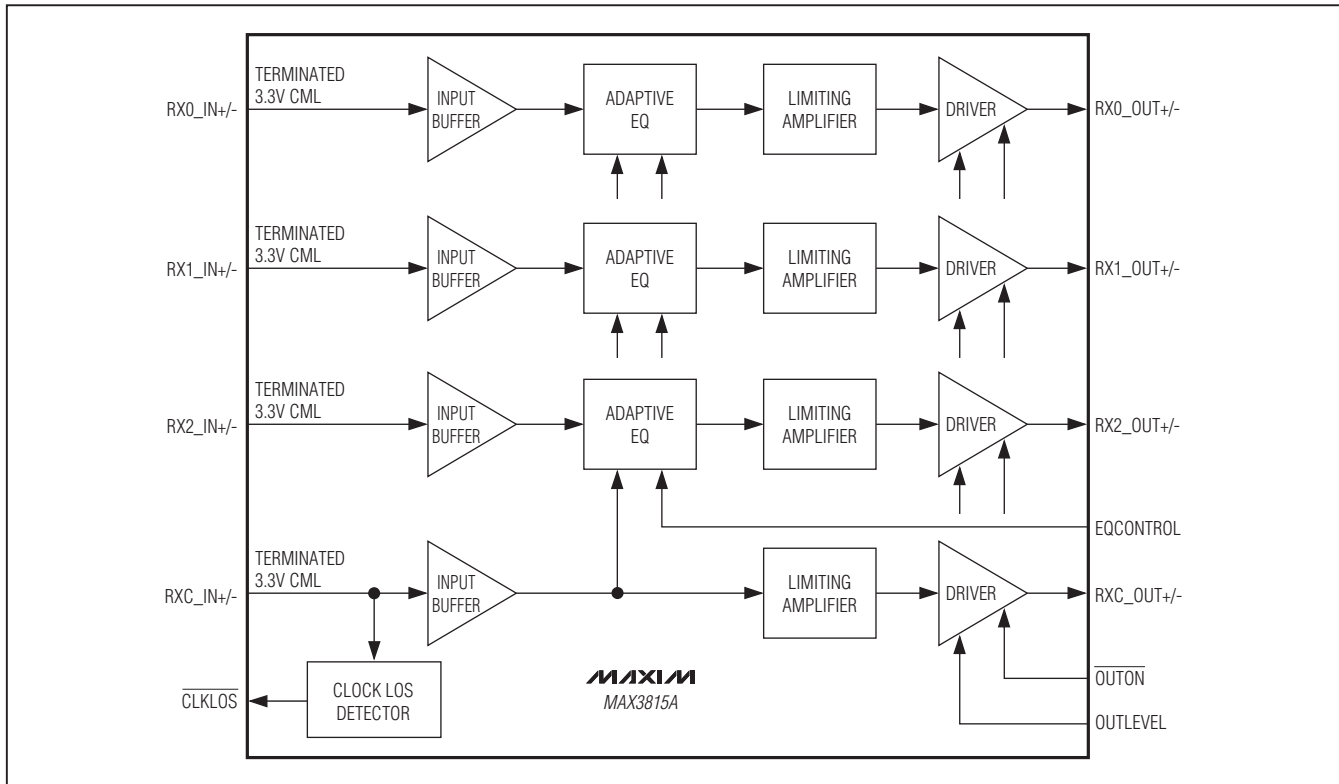 TERMINATED
3.3V CML
RX0_IN+/-
INPUT
BUFFER
ADAPTIVE
EQ
LIMITING
AMPLIFIER
DRIVER
RX0_OUT+/-
TERMINATED
3.3V CML
RX1_IN+/-
INPUT
BUFFER
ADAPTIVE
EQ
LIMITING
AMPLIFIER
DRIVER
RX1_OUT+/-
TERMINATED
3.3V CML
RX2_IN+/-
INPUT
BUFFER
ADAPTIVE
EQ
LIMITING
AMPLIFIER
DRIVER
RX2_OUT+/-
EQCONTROL
TERMINATED
3.3V CML
RXC_IN+/-
INPUT
BUFFER
LIMITING
AMPLIFIER
DRIVER
RXC_OUT+/-
CLKLOS
CLOCK LOS
DETECTOR
MAXIM
MAX3815A
OUTON
OUTLEVEL